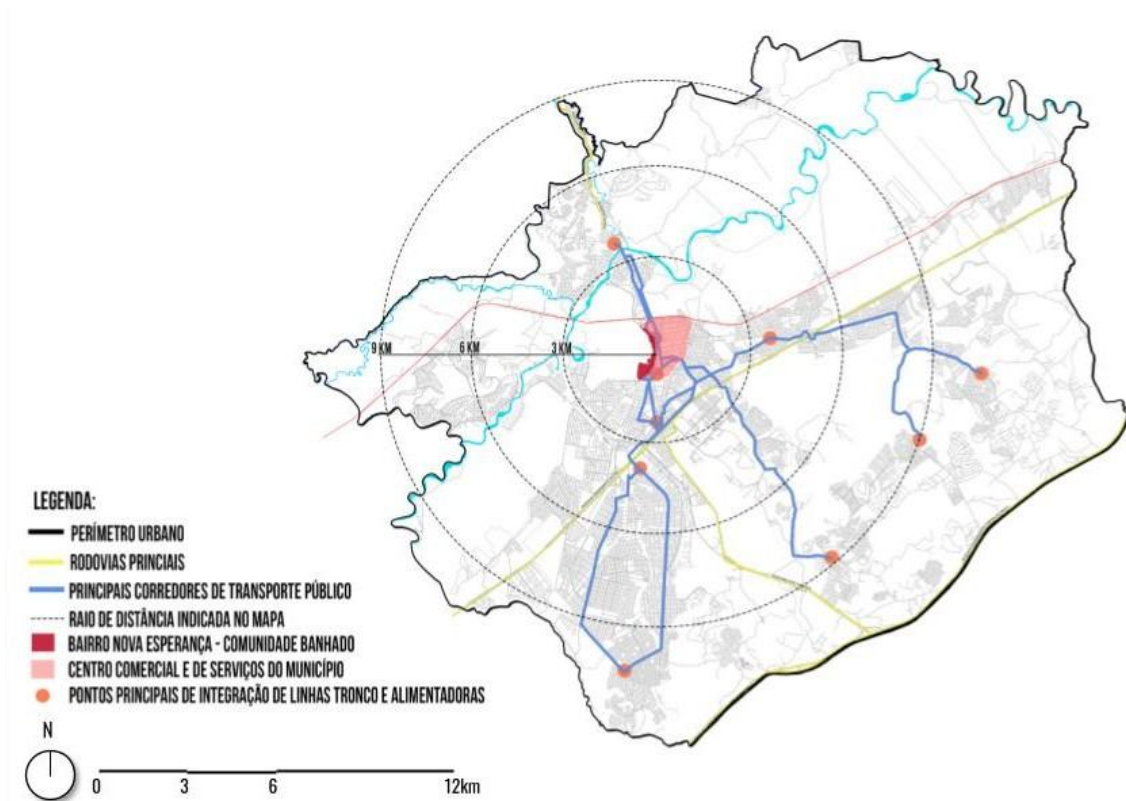 9 KM
6 KM
3 KM
LEGENDA:
PERÍMETRO URBANO
RODOVIAS PRINCIAIS
PRINCIPAIS CORREDORES DE TRANSPORTE PÚBLICO
RAIO DE DISTÂNCIA INDICADA NO MAPA
BAIRRO NOVA ESPERANÇA - COMUNIDADE BANHADO
CENTRO COMERCIAL E DE SERVIÇOS DO MUNICÍPIO
PONTOS PRINCIPAIS DE INTEGRAÇÃO DE LINHAS TRONCO E ALIMENTADORAS
N
0 3 6 12km